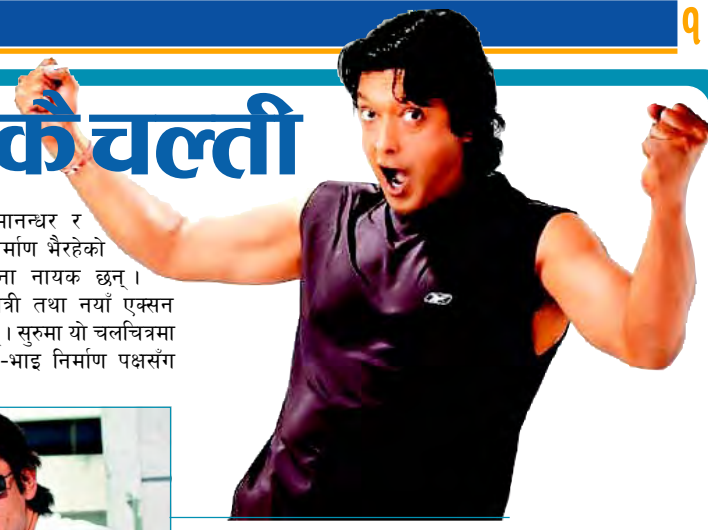 १
कै चल्ती
मानन्धर र
र्माण भैरहेको
ना नायक छन् ।
त्री तथा नयाँ एक्सन
। सुरुमा यो चलचित्रमा
-भाइ निर्माण पक्षसँग